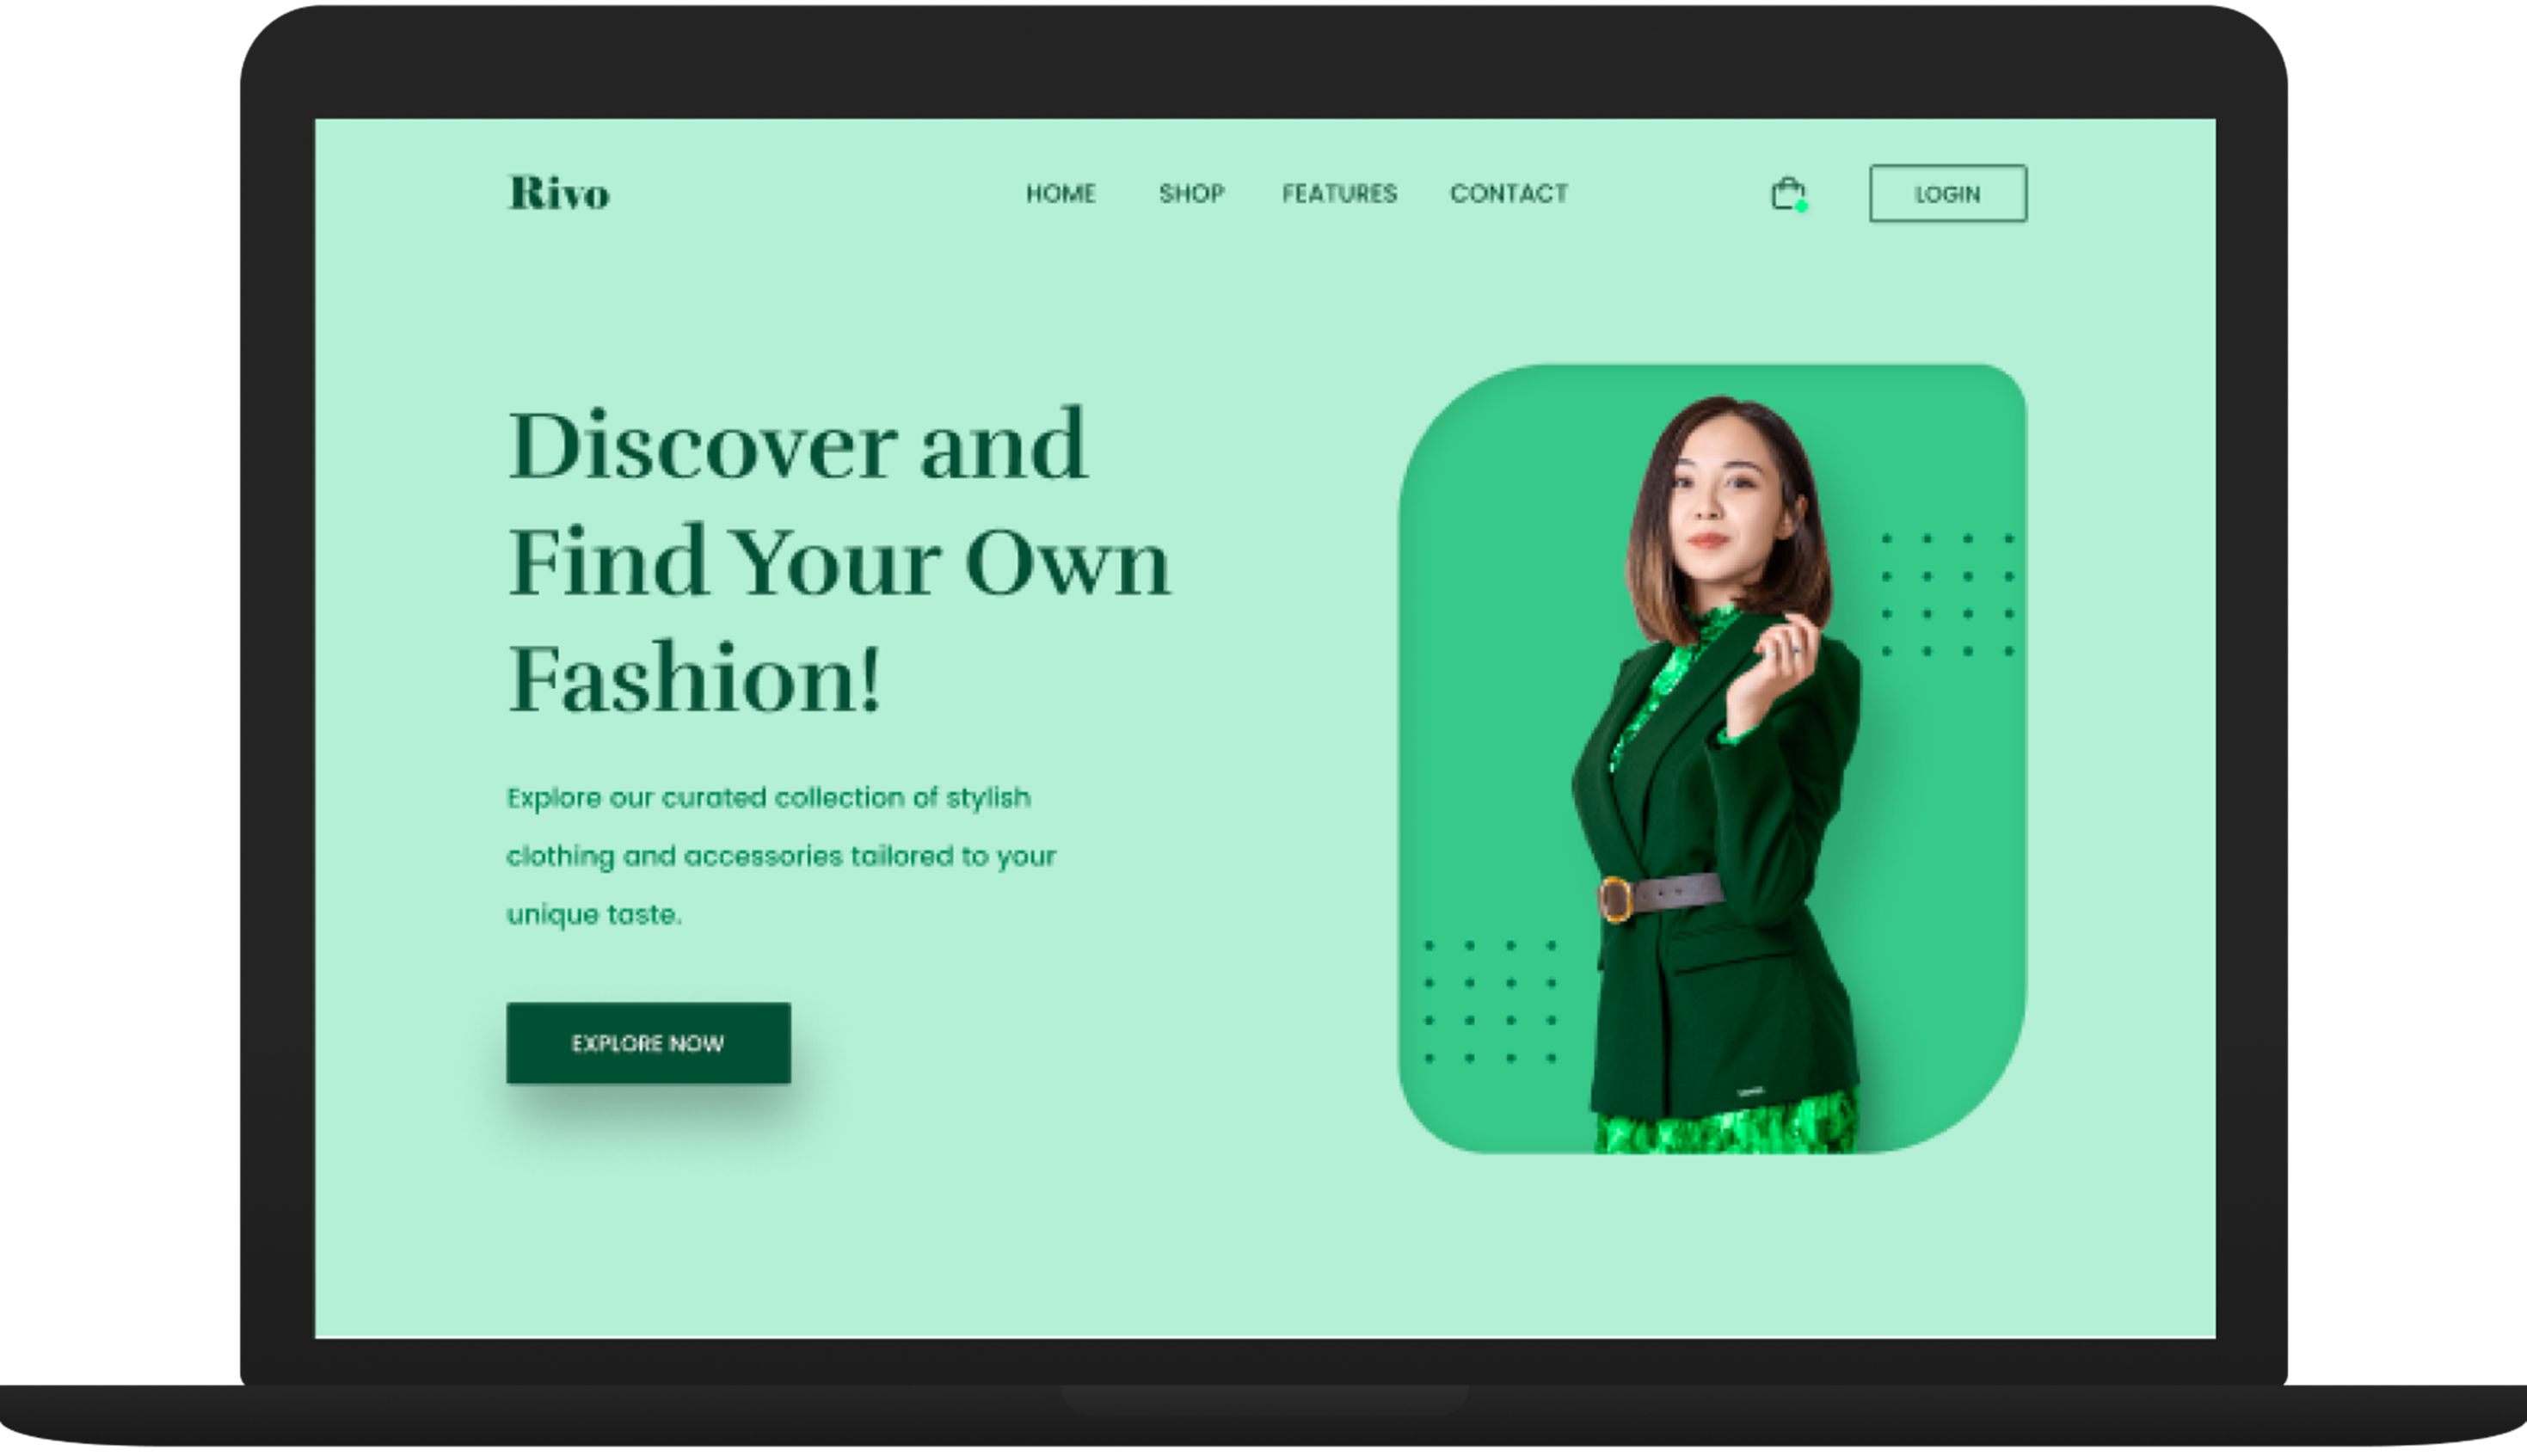 Rivo
HOME SHOP FEATURES CONTACT LOGIN
Discover and
Find Your Own
Fashion!
Explore our curated collection of stylish
clothing and accessories tailored to your
unique taste.
EXPLORE NOW